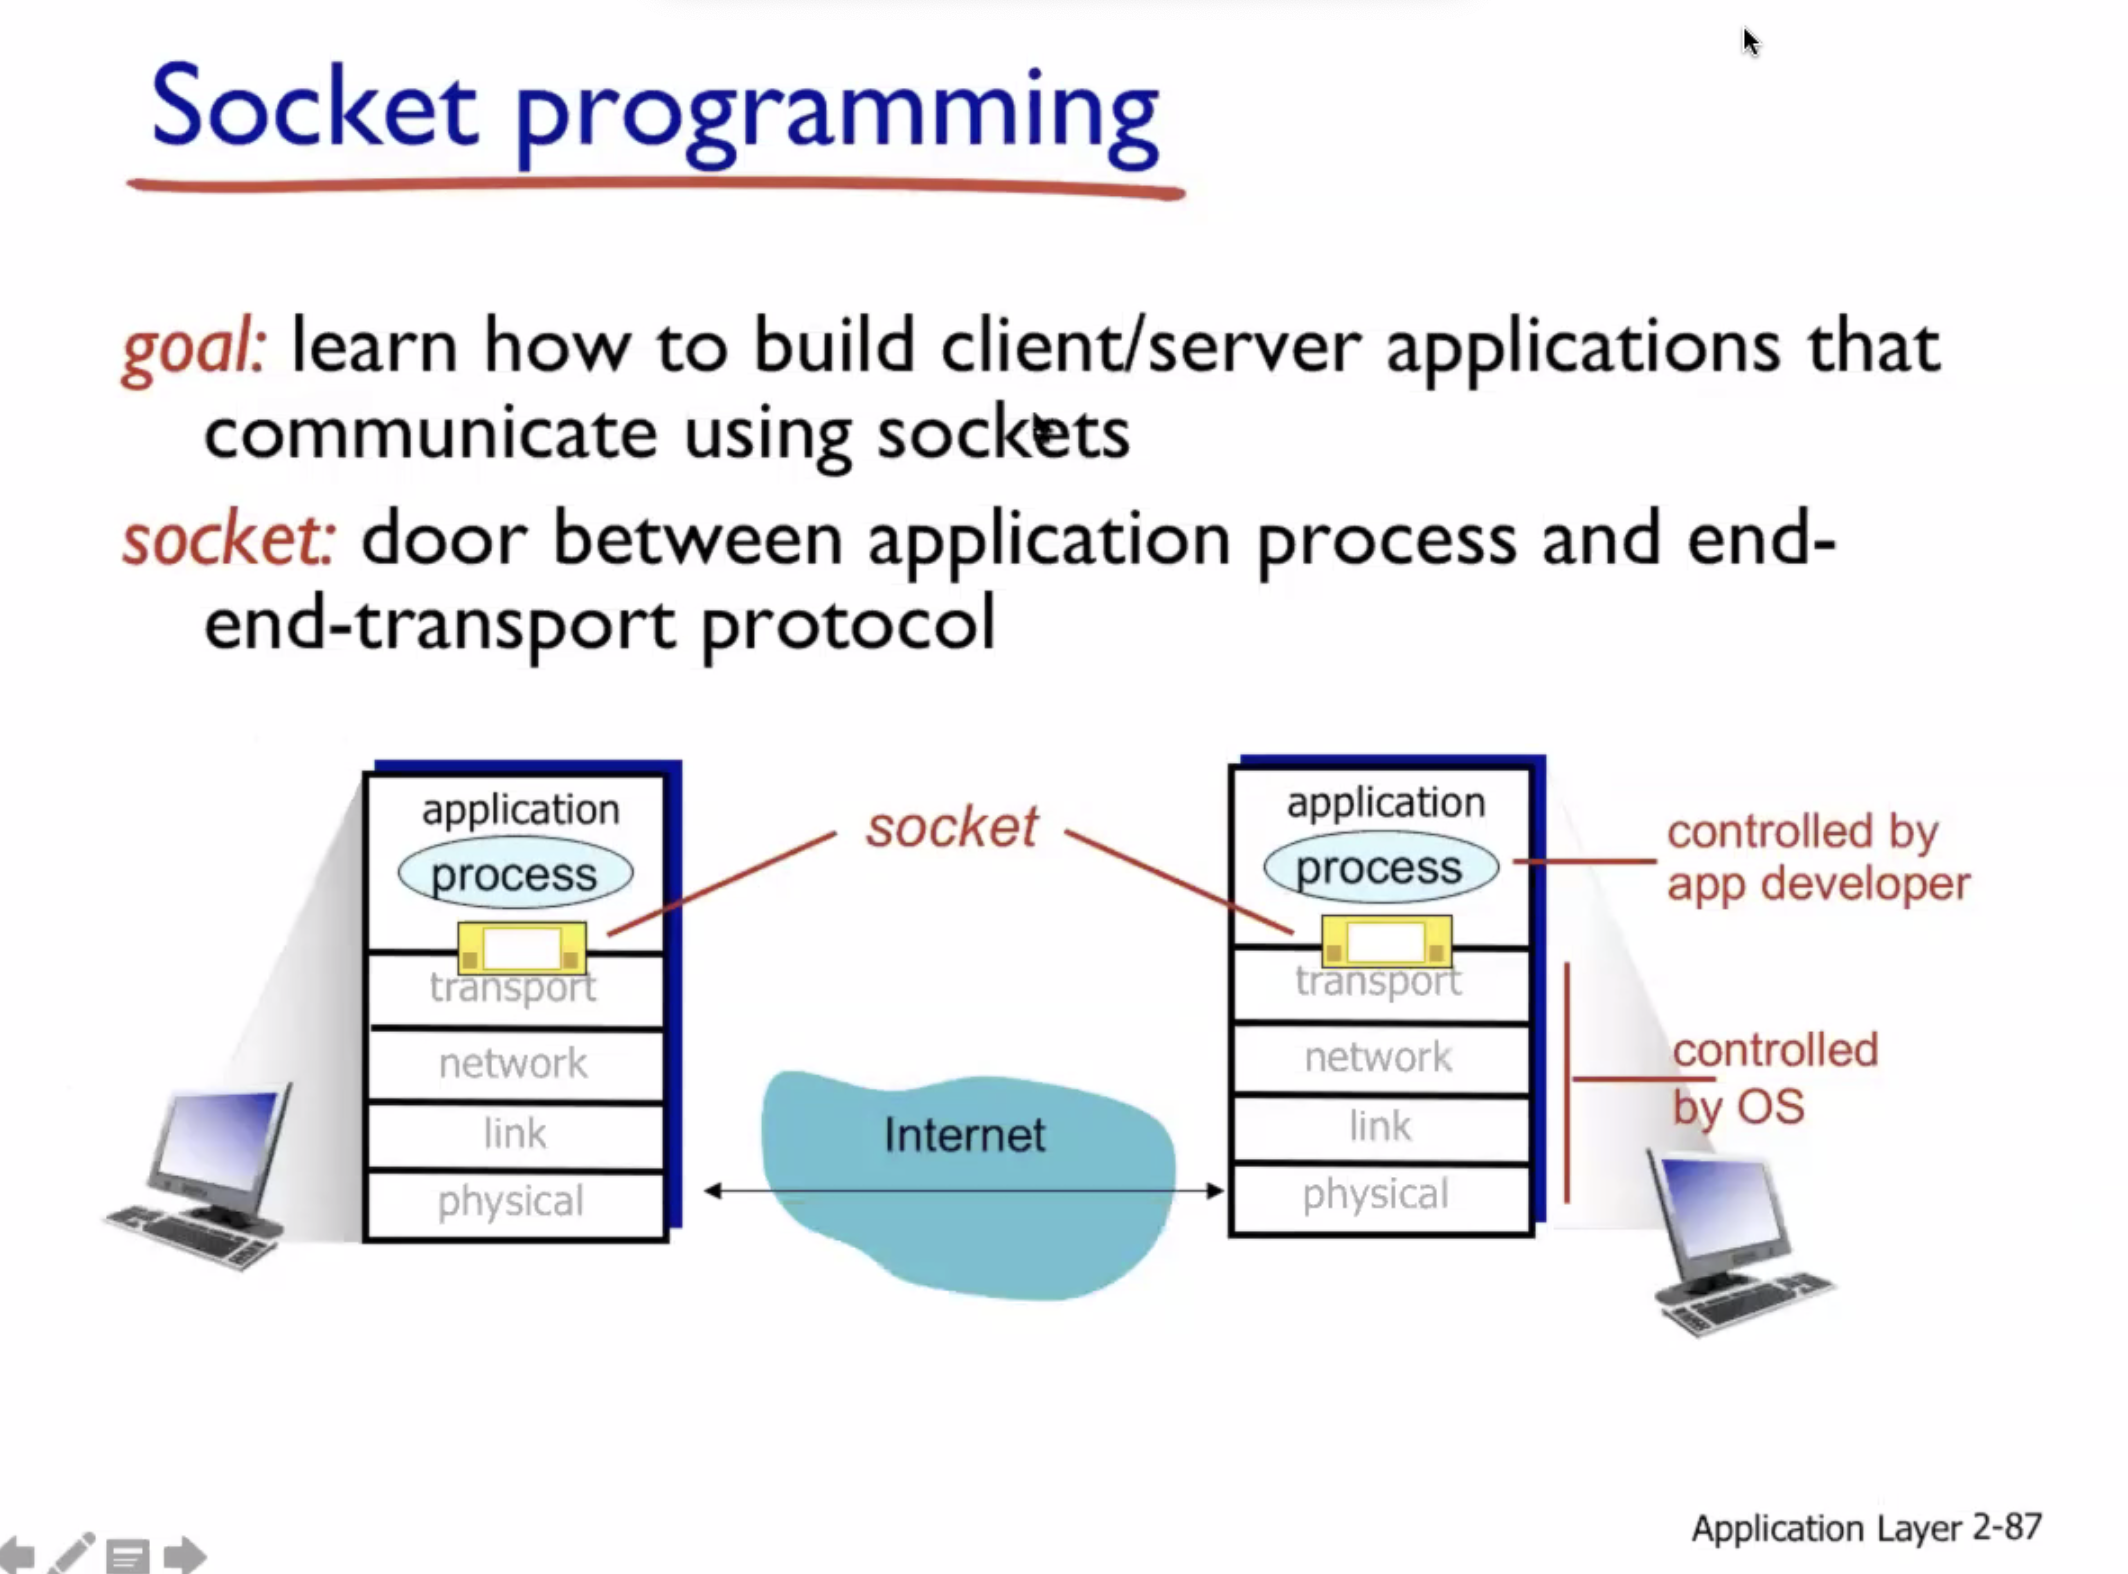 Socket programming
goal: learn how to build client/server applications that
communicate using sockets
socket: door between application process and end-
end-transport protocol
application
process
transport
network
link
physical
socket
Internet
application
process
transport
network
link
physical
controlled by
app developer
controlled
by OS
Application Layer 2-87